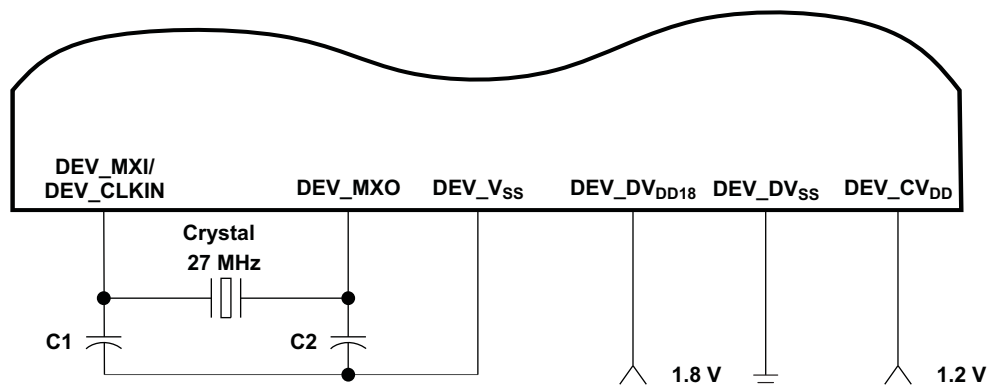 DEV_MXI/
DEV_CLKIN
DEV_MXO
DEV_VSS
DEV_DVDD18
DEV_DVSS
DEV_CVDD
Crystal
27 MHz
C1
C2
1.8 V
1.2 V